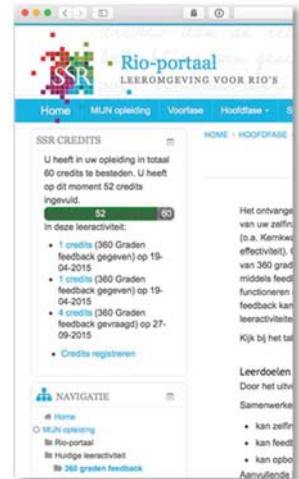 SSR
Rio-portaal
LEEROMGEVING VOOR RIO'S
Home MIJN opleiding Voorfase Hoofdfase S
SSR CREDITS
HOME › HOOFDFASE
U heeft in uw opleiding in totaal
60 credits te besteden. U heeft
op dit moment 52 credits
ingevuld.
52 60
In deze leeractiviteit:
1 credits (360 Graden
feedback gegeven) op 19-
04-2015
1 credits (360 Graden
feedback gegeven) op 19-
04-2015
4 credits (360 Graden
feedback gevraagd) op 27-
09-2015
Credits registreren
NAVIGATIE
Home
MIJN opleiding
Rio-portaal
Huidige leeractiviteit
360 graden feedback
Het ontvange
van uw zelfin
(o.a. Kernkwa
effectiviteit). 
van 360 grad
middels feedl
functioneren
feedback kan
leeractiviteite
Kijk bij het tal
Leerdoelen
Door het uitve
Samenwerke
kan zelfin
kan feedt
kan opbo
Aanvullende